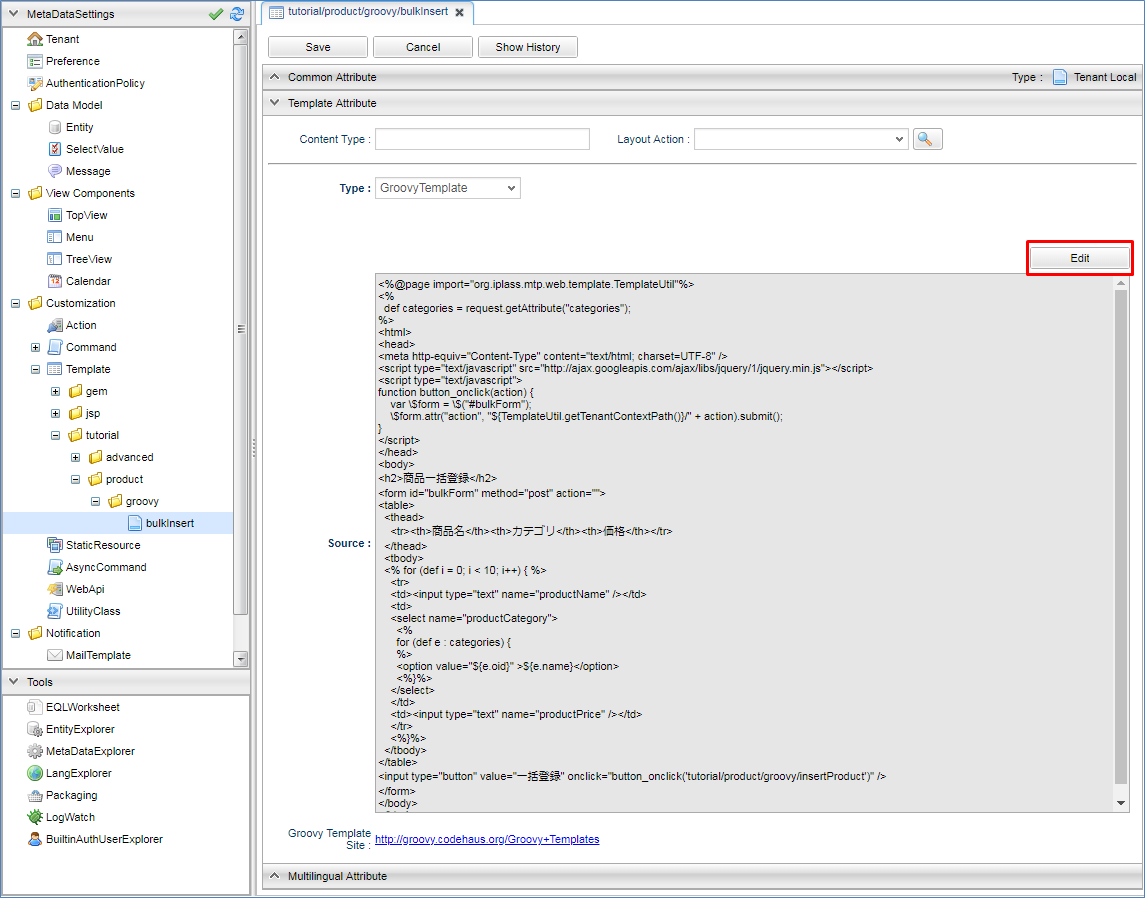 MetaDataSettings
Tenant
Preference
AuthenticationPolicy
Data Model
Entity
SelectValue
Message
View Components
TopView
Menu
TreeView
Calendar
Customization
Action
Command
Template
gem
jsp
tutorial
advanced
product
groovy
bulkInsert
StaticResource
AsyncCommand
WebApi
UtilityClass
Notification
MailTemplate
Tools
EQLWorksheet
EntityExplorer
MetaDataExplorer
LangExplorer
Packaging
LogWatch
BuiltinAuthUserExplorer
tutorial/product/groovy/bulkInsert
Save Cancel Show History
Common Attribute Type : Tenant Local
Template Attribute
Content Type : Layout Action :
Type : GroovyTemplate
Edit
Source :
<%@page import="org.iplass.mtp.web.template.TemplateUtil"%>
<%
def categories = request.getAttribute("categories");
%>
<html>
<head>
<meta http-equiv="Content-Type" content="text/html; charset=UTF-8" />
<script type="text/javascript" src="http://ajax.googleapis.com/ajax/libs/jquery/1/jquery.min.js"></script>
<script type="text/javascript">
function button_onclick(action) {
var \$form = \$("#bulkForm");
\$form.attr("action", "${TemplateUtil.getTenantContextPath()}/" + action).submit();
}
</script>
</head>
<body>
<h2>商品一括登録</h2>
<form id="bulkForm" method="post" action="">
<table>
<thead>
<tr><th>商品名</th><th>カテゴリ</th><th>価格</th></tr>
</thead>
<tbody>
<% for (def i = 0; i < 10; i++) { %>
<tr>
<td><input type="text" name="productName" /></td>
<td>
<select name="productCategory">
<%
for (def e : categories) {
%>
<option value="${e.oid}" >${e.name}</option>
<%}%>
</select>
</td>
<td><input type="text" name="productPrice" /></td>
</tr>
<%}%>
</tbody>
</table>
<input type="button" value="一括登録" onclick="button_onclick('tutorial/product/groovy/insertProduct')" />
</form>
</body>
Groovy Template
Site : http://groovy.codehaus.org/Groovy+Templates
Multilingual Attribute